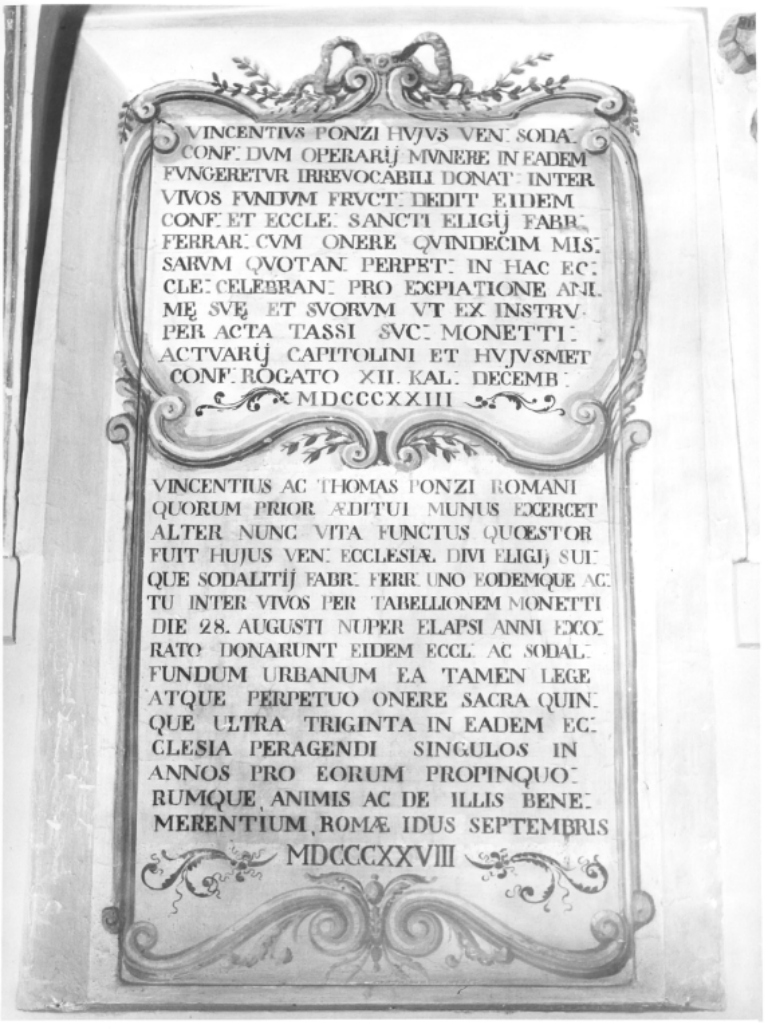 VINCENTIVS PONZI HUJUS VEN: SODA:
CONF: DVM OPERARIJ MVNERE IN EADEM
FVNGERETVR IRREVOCABILI DONAT: INTER
VIVOS FVNDVM FRVCT: DEDIT EIDEM
CONF: ET ECCLE: SANCTI ELIGIJ FABR:
FERRAR: CVM ONERE QVINDECIM MIS:
SARVM QVOTAN: PERPET: IN HAC EC:
CLE: CELEBRAN: PRO EXPIATIONE ANI:
MĘ SVĘ ET SVORVM VT EX INSTRV:
PER ACTA TASSI SVC: MONETTI:
ACTVARIJ CAPITOLINI ET HUJUSMET
CONF: ROGATO XII. KAL: DECEMB:
MDCCCXXIII
VINCENTIUS AC THOMAS PONZI ROMANI
QUORUM PRIOR ÆDITUI MUNUS EXERCET
ALTER NUNC VITA FUNCTUS QUŒSTOR
FUIT HUJUS VEN: ECCLESIÆ DIVI ELIGIJ SUI:
QUE SODALITIJ FABR: FERR: UNO EODEMQUE AC:
TU INTER VIVOS PER TABELLIONEM MONETTI
DIE 28. AUGUSTI NUPER ELAPSI ANNI EXO:
RATO DONARUNT EIDEM ECCL: AC SODAL:
FUNDUM URBANUM EA TAMEN LEGE
ATQUE PERPETUO ONERE SACRA QUIN:
QUE ULTRA TRIGINTA IN EADEM EC:
CLESIA PERAGENDI SINGULOS IN
ANNOS PRO EORUM PROPINQUO:
RUMQUE, ANIMIS AC DE ILLIS BENE:
MERENTIUM, ROMÆ IDUS SEPTEMBRIS
MDCCCXXVIII